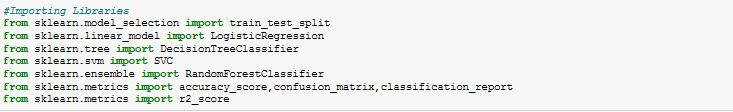 #Importing Libraries
from sklearn.model_selection import train_test_split
from sklearn.linear_model import LogisticRegression
from sklearn.tree import DecisionTreeClassifier
from sklearn.svm import SVC
from sklearn.ensemble import RandomForestClassifier
from sklearn.metrics import accuracy_score,confusion_matrix,classification_report
from sklearn.metrics import r2_score